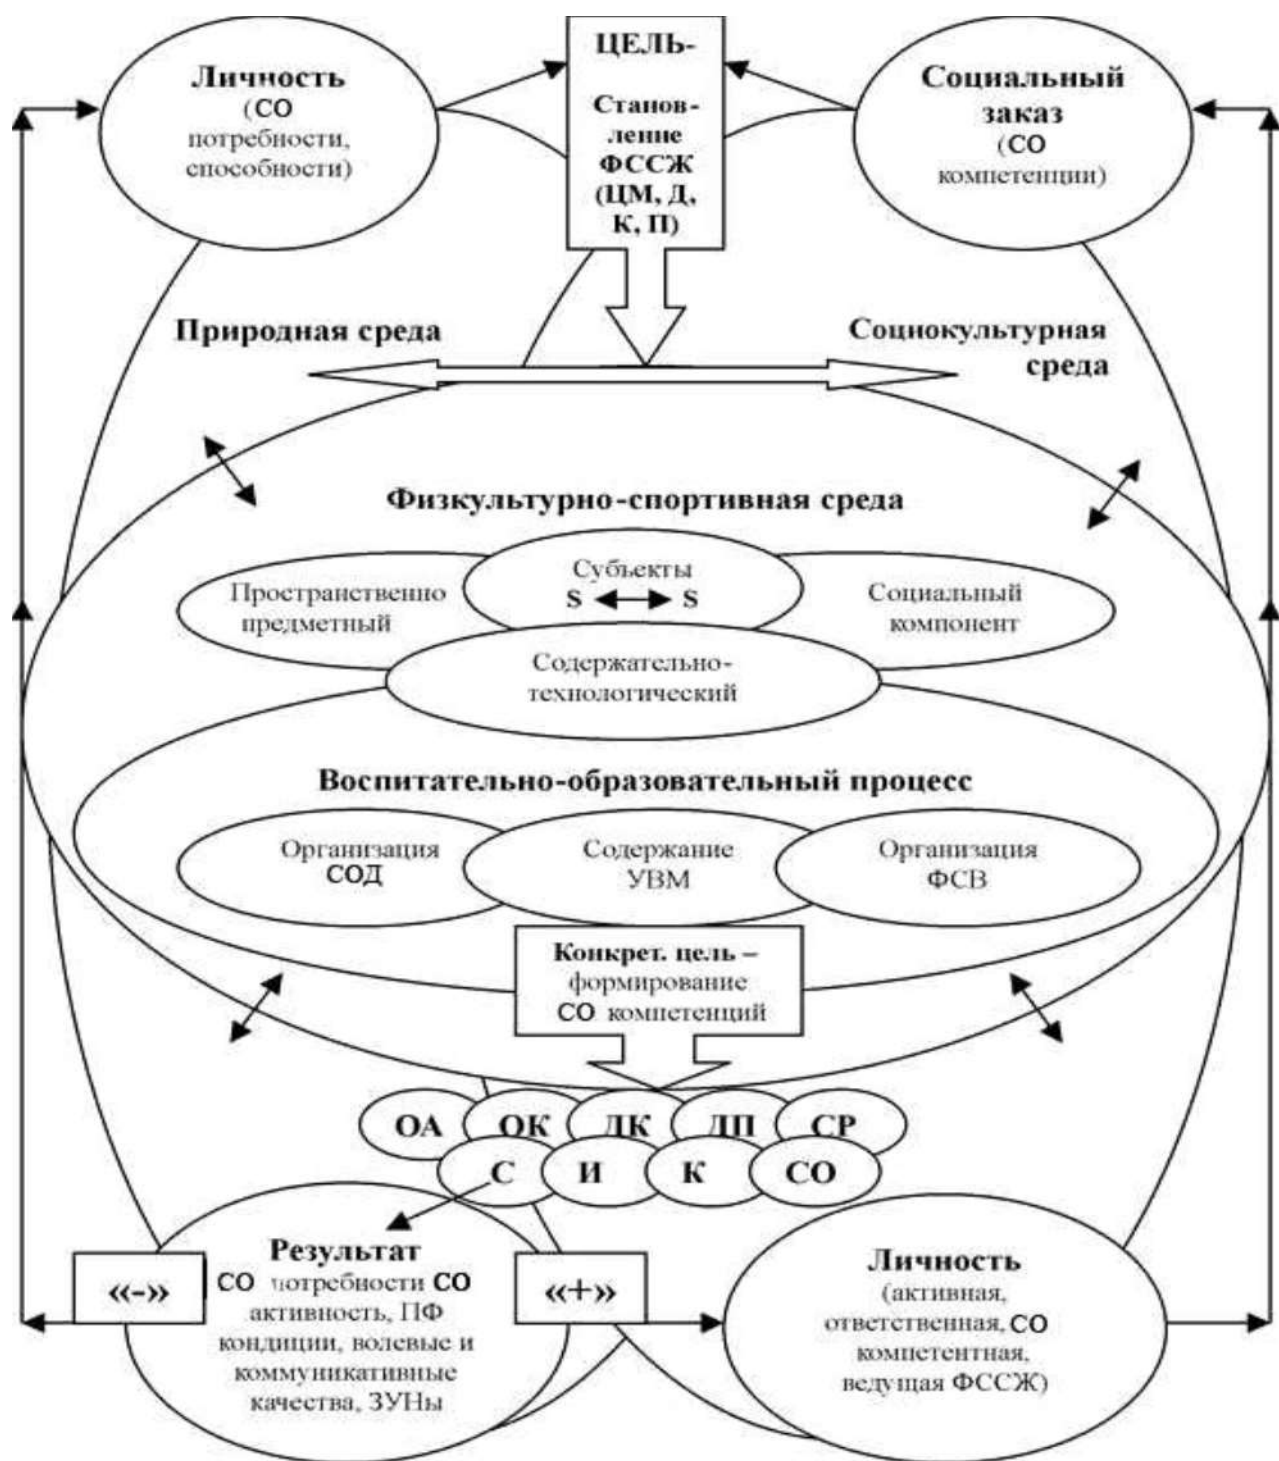 Личность
(СО
потребности,
способности)
ЦЕЛЬ-
Станов-
ление
ФССЖ
(ЦМ, Д,
К, П)
Социальный
заказ
(СО
компетенции)
Природная среда
Социокультурная
среда
Физкультурно-спортивная среда
Пространственно
предметный
Субъекты
S S
Социальный
компонент
Содержательно-
технологический
Воспитательно-образовательный процесс
Организация
СОД
Содержание
УВМ
Организация
ФСВ
Конкрет. цель –
формирование
СО компетенций
ОА ОК ДК ДП СР
С И К СО
«-»
Результат
СО потребности СО
активность, ПФ
кондиции, волевые и
коммуникативные
качества, ЗУНы
«+»
Личность
(активная,
ответственная, СО
компетентная,
ведущая ФССЖ)